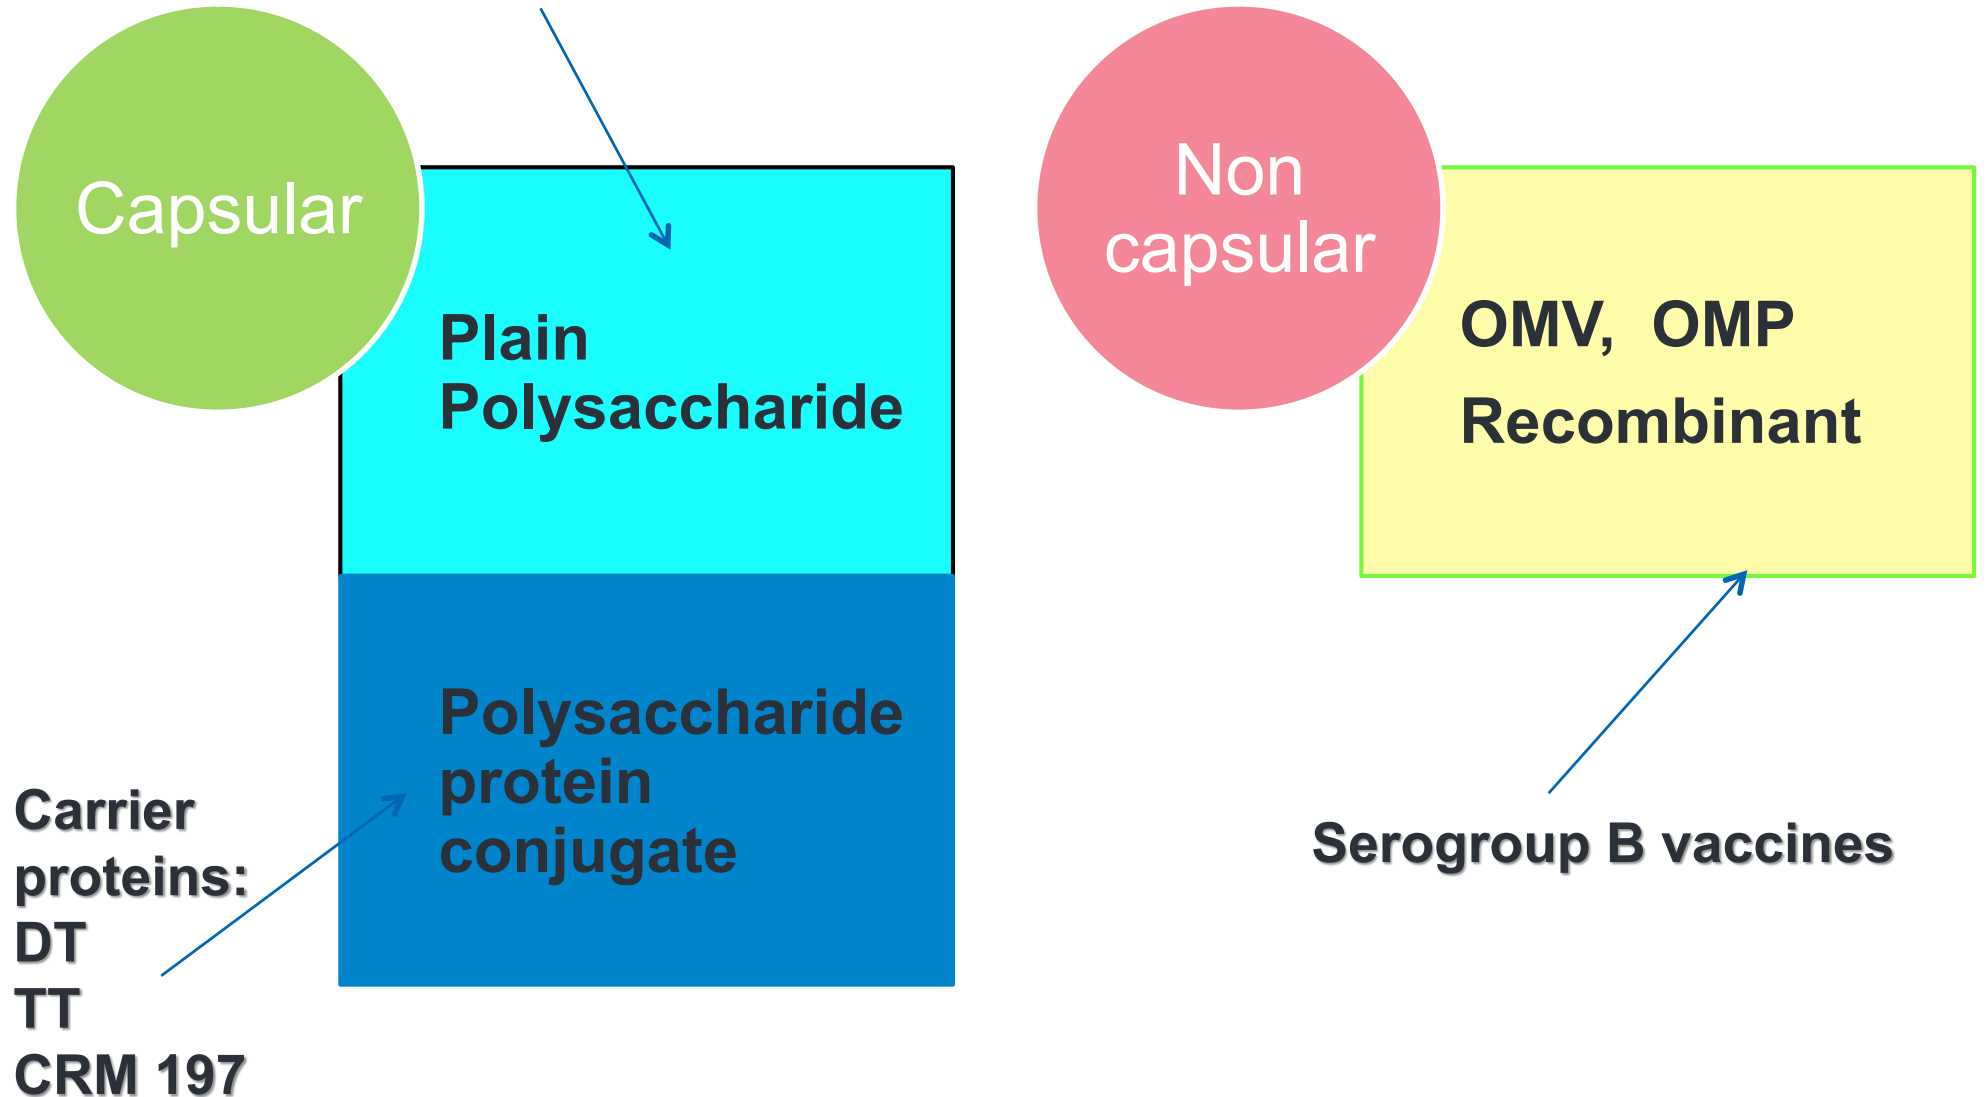 Capsular
Plain
Polysaccharide
Polysaccharide
protein
conjugate
Carrier
proteins:
DT
TT
CRM 197
Non
capsular
OMV,  OMP
Recombinant
Serogroup B vaccines